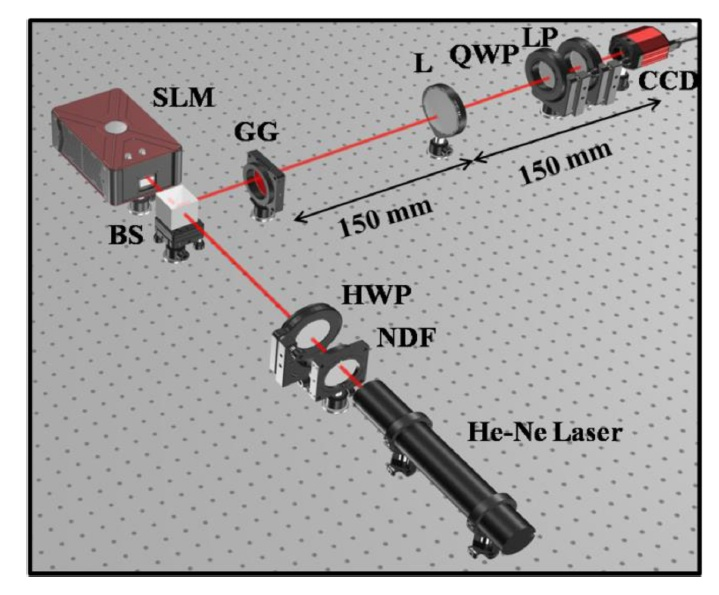 LP
QWP
L
CCD
SLM
GG
150 mm
150 mm
BS
HWP
NDF
He-Ne Laser